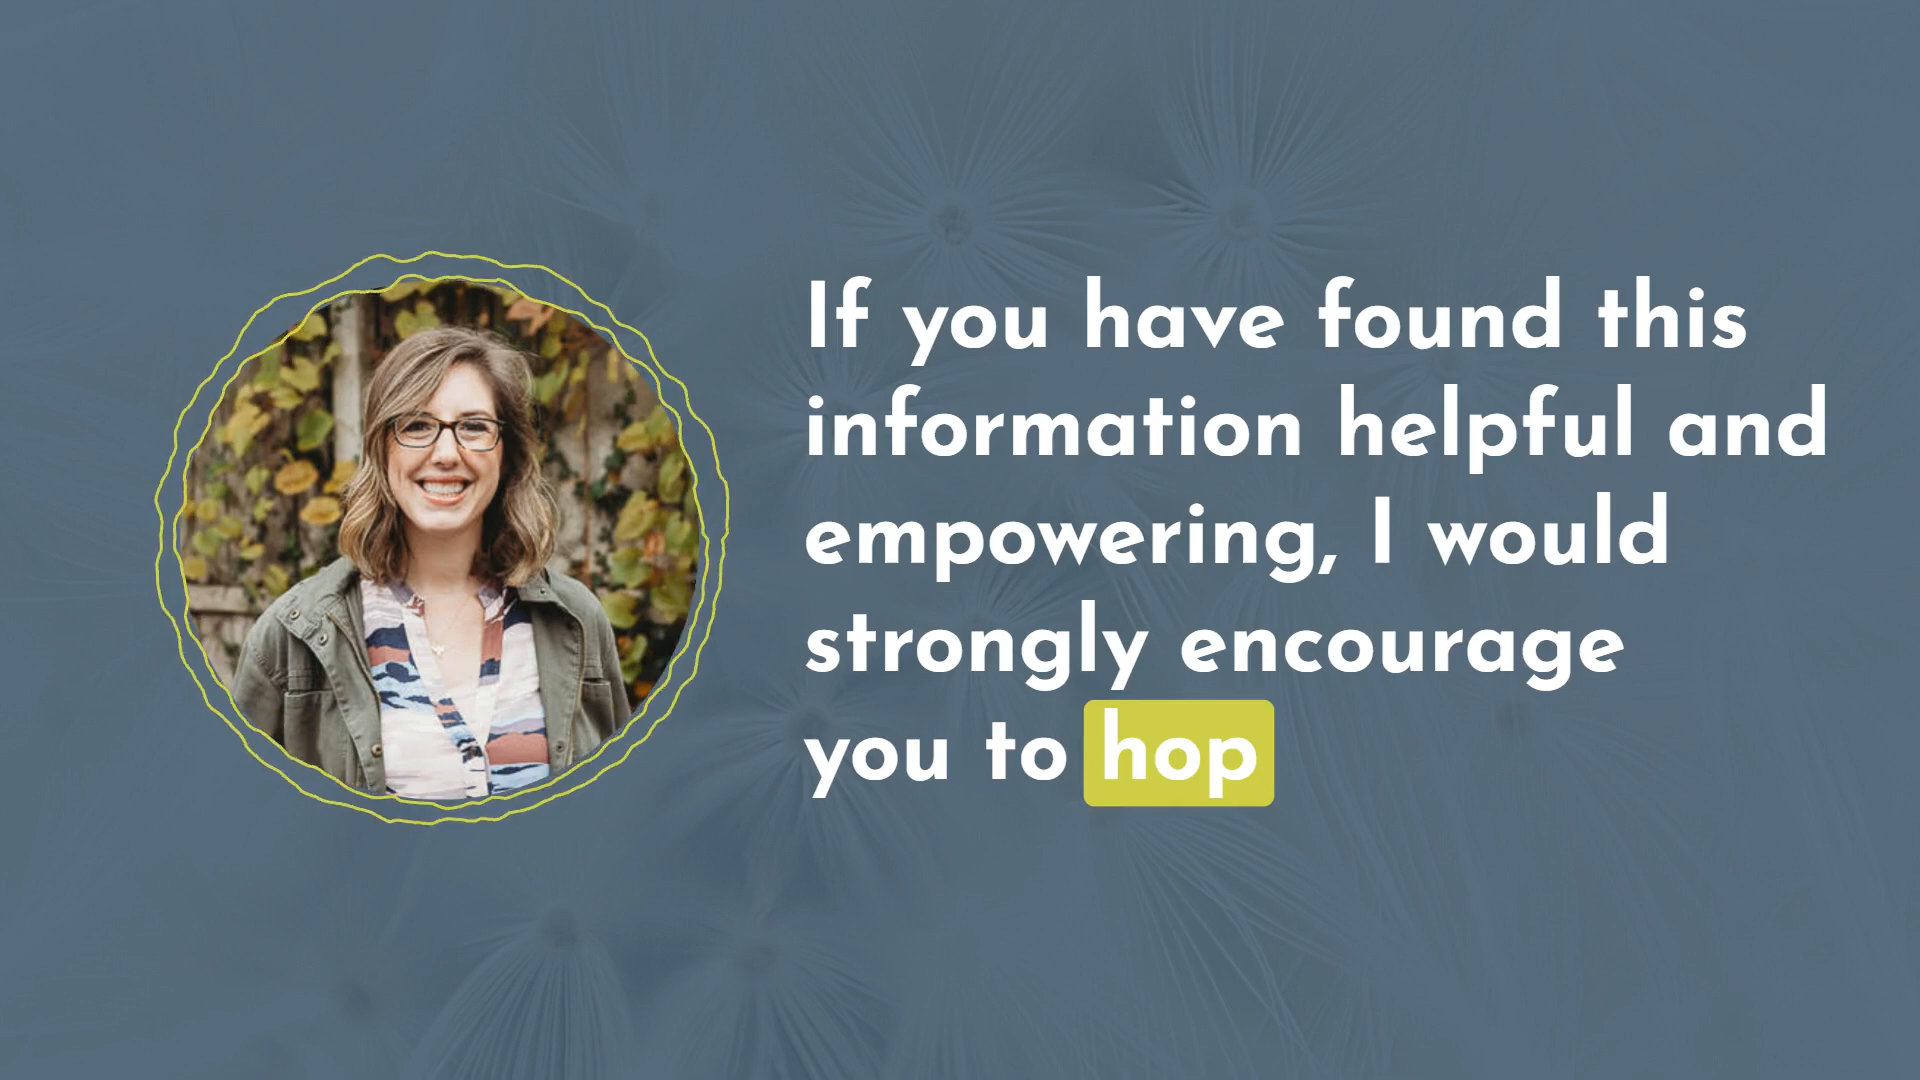 If you have found this
information helpful and
empowering, I would
strongly encourage
you to hop